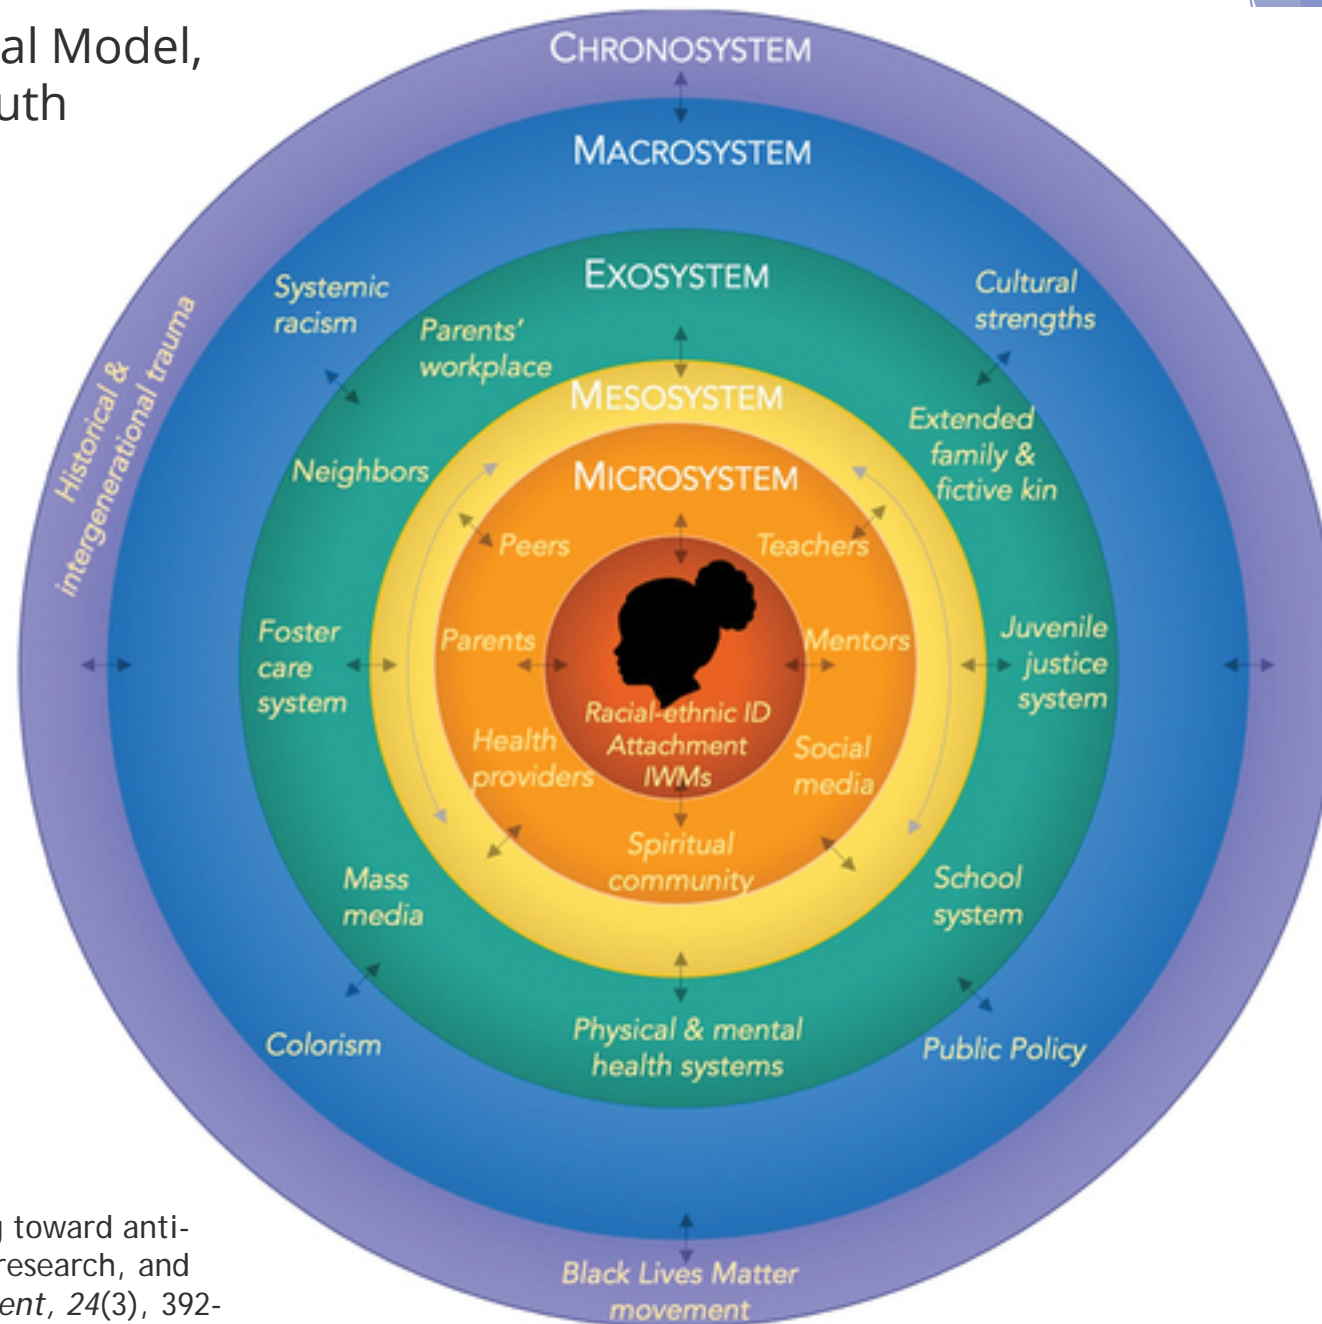 al Model,
uth
CHRONOSYSTEM
MACROSYSTEM
EXOSYSTEM
MESOSYSTEM
MICROSYSTEM
Historical &
intergenerational trauma
Systemic
racism
Cultural
strengths
Parents'
workplace
Extended
family &
fictive kin
Neighbors
Peers
Teachers
Foster
care
system
Parents
Mentors
Juvenile
justice
system
Racial-ethnic ID
Attachment
IWMs
Health
providers
Social
media
Spiritual
community
Mass
media
School
system
Physical & mental
health systems
Colorism
Public Policy
Black Lives Matter
movement
g toward anti-
research, and
ent, 24(3), 392-